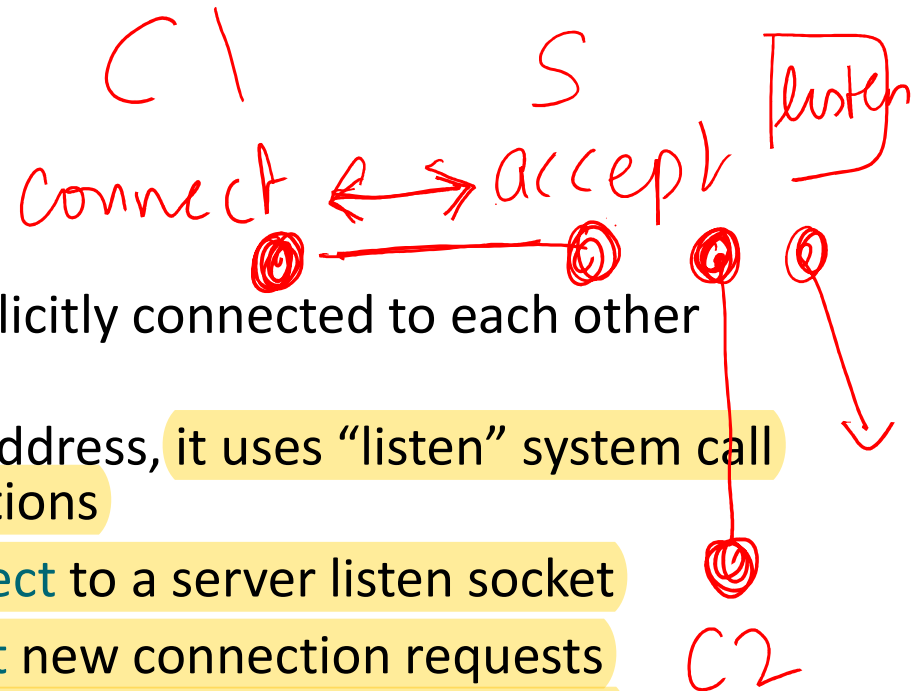 C1 S listen
connect accept
licitly connected to each other
ddress, it uses “listen” system call
tions
ect to a server listen socket
t new connection requests
C2